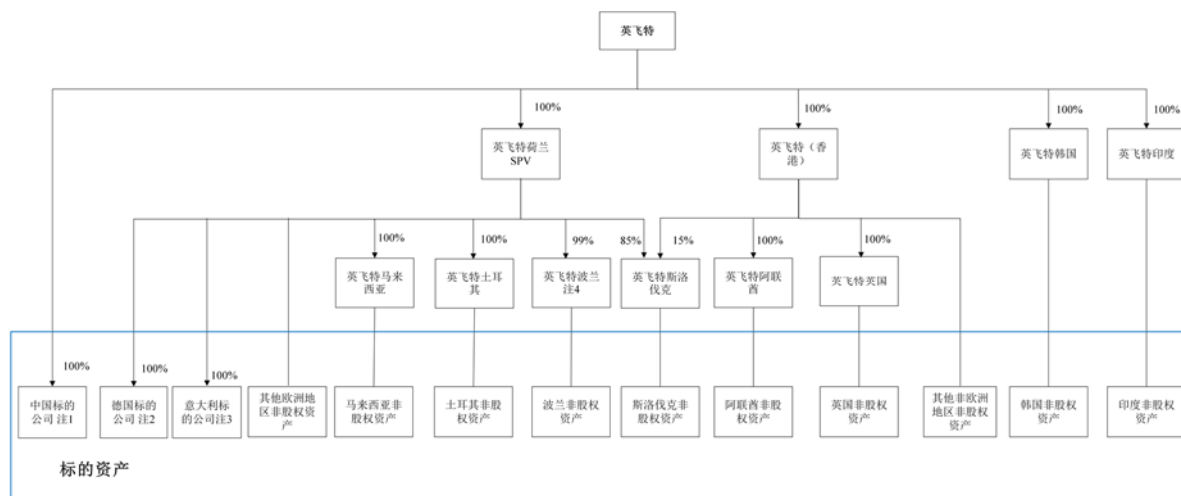 英飞特
100%
100%
100%
100%
英飞特荷兰
SPV
英飞特（香
港）
英飞特韩国
英飞特印度
100%
100%
99%
85%
15%
100%
100%
英飞特马来
西亚
英飞特土耳
其
英飞特波兰
注4
英飞特斯洛
伐克
英飞特阿联
酋
英飞特英国
100%
100%
100%
中国标的
公司 注1
德国标的
公司 注2
意大利标
的公司注3
其他欧洲地
区非股权资
产
马来西亚非
股权资产
土耳其非股
权资产
波兰非股权
资产
斯洛伐克非
股权资产
阿联酋非股
权资产
英国非股权
资产
其他非欧洲
地区非股权
资产
韩国非股权
资产
印度非股权
资产
标的资产